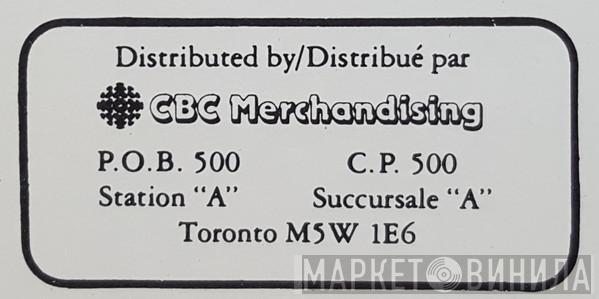 Distributed by/Distribué par
CBC Merchandising
P.O.B. 500 C.P. 500
Station "A" Succursale "A"
Toronto M5W 1E6
МАРКЕТ ВИНИЛА